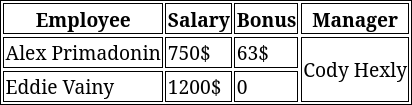 Employee Salary Bonus Manager
Alex Primadonin 750$ 63$ Cody Hexly
Eddie Vainy 1200$ 0